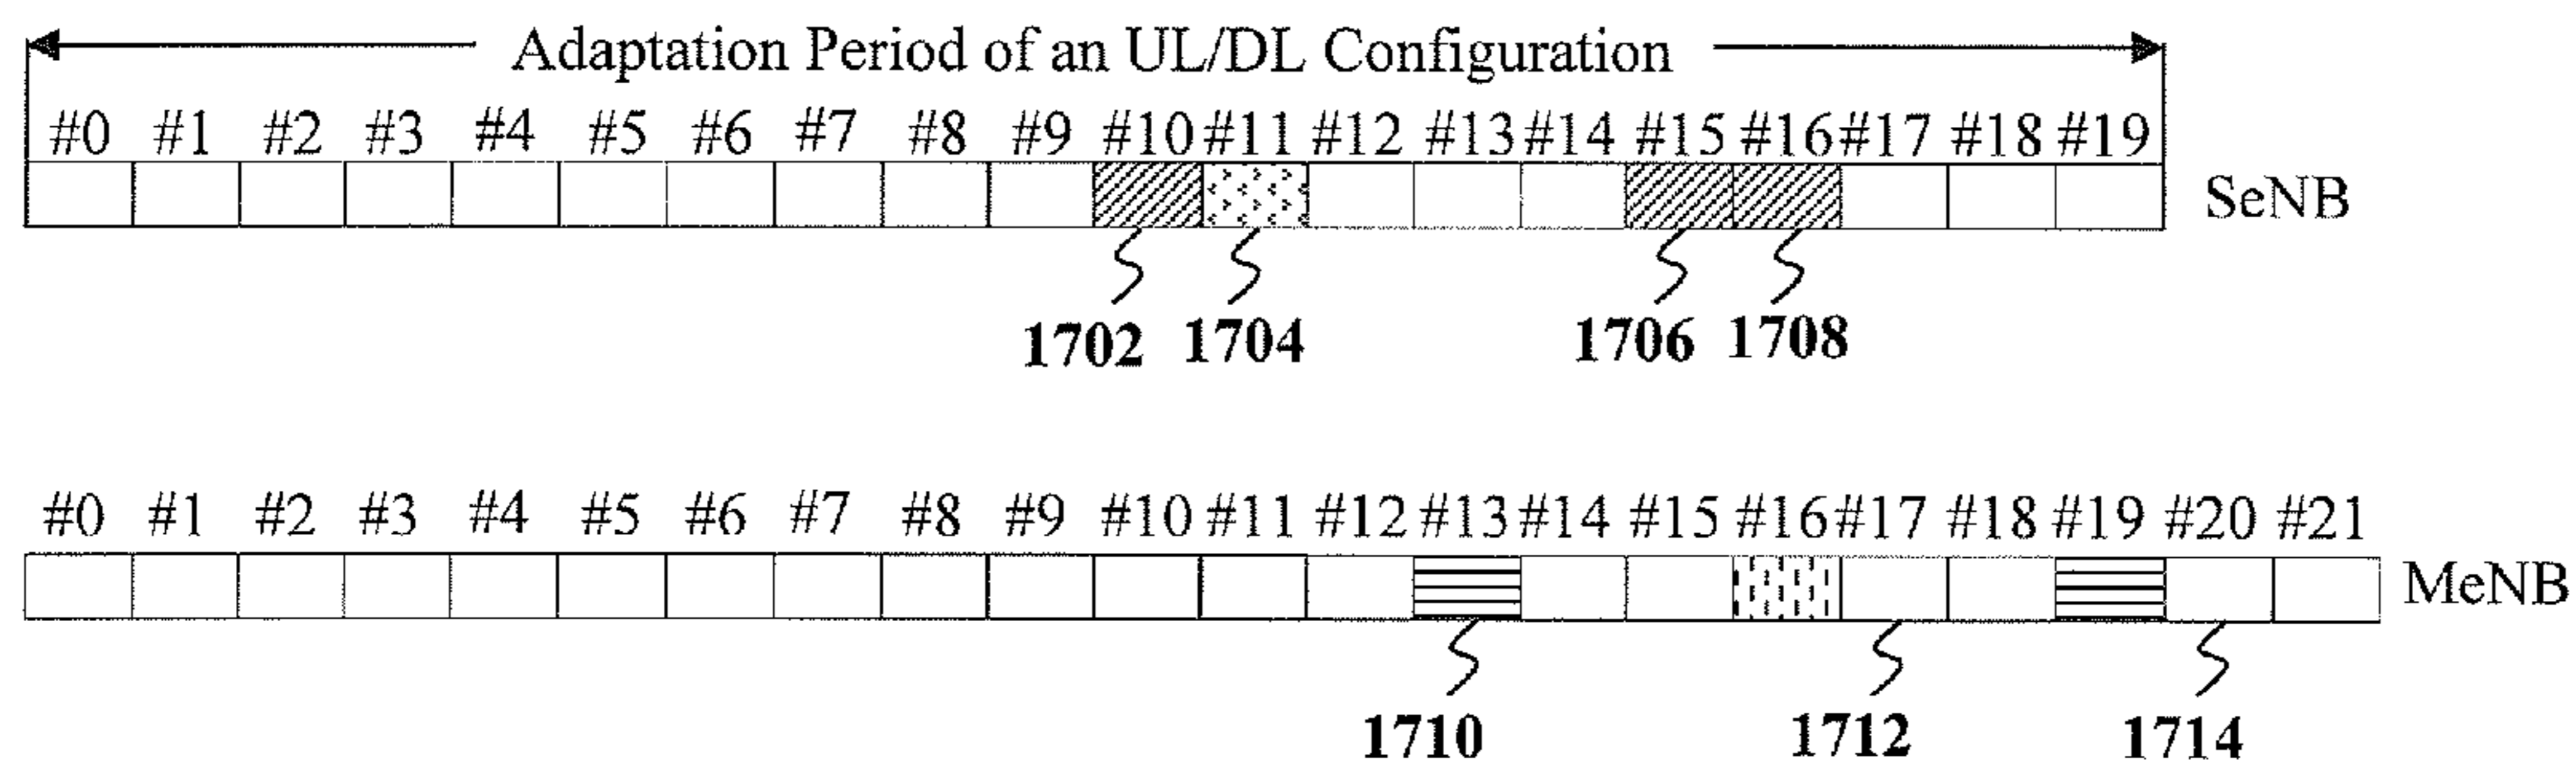 Adaptation Period of an UL/DL Configuration
#0 #1 #2 #3 #4 #5 #6 #7 #8 #9 #10 #11 #12 #13 #14 #15 #16 #17 #18 #19
SeNB
1702 1704 1706 1708
#0 #1 #2 #3 #4 #5 #6 #7 #8 #9 #10 #11 #12 #13 #14 #15 #16 #17 #18 #19 #20 #21
MeNB
1710 1712 1714